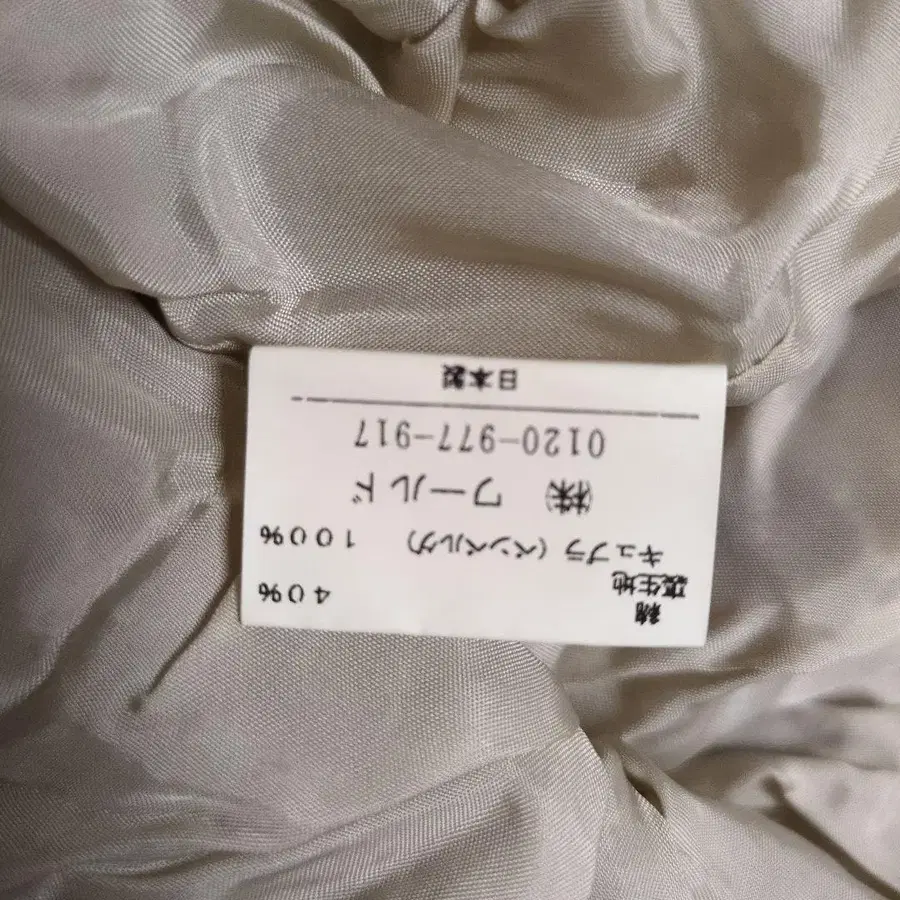 綿 40%
裏生地
キュプラ (ベンベルグ) 100%
㈱ ワールド
0120-977-917
日本製